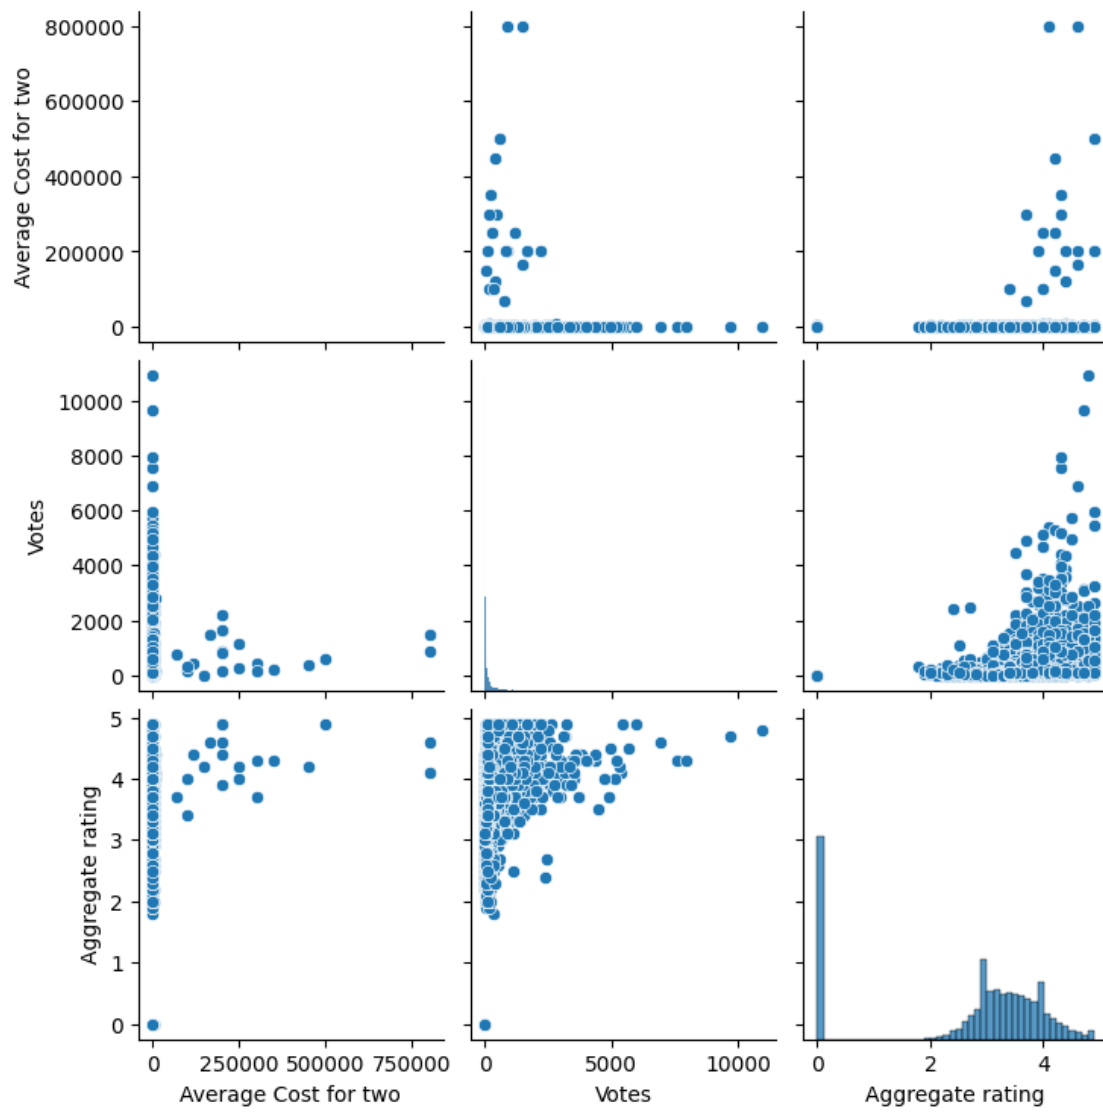 800000
600000
400000
200000
0
Average Cost for two
10000
8000
6000
4000
2000
0
Votes
5
4
3
2
1
0
Aggregate rating
0 250000 500000 750000
Average Cost for two
0 5000 10000
Votes
0 2 4
Aggregate rating